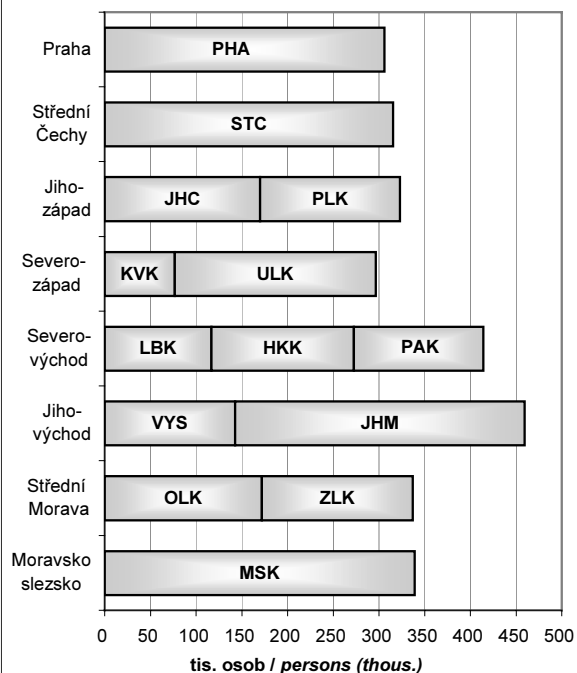 Praha
PHA
Střední
Čechy
STC
Jiho-
západ
JHC PLK
Severo-
západ
KVK ULK
Severo-
východ
LBK HKK PAK
Jiho-
východ
VYS JHM
Střední
Morava
OLK ZLK
Moravsko
slezsko
MSK
0 50 100 150 200 250 300 350 400 450 500
tis. osob / persons (thous.)